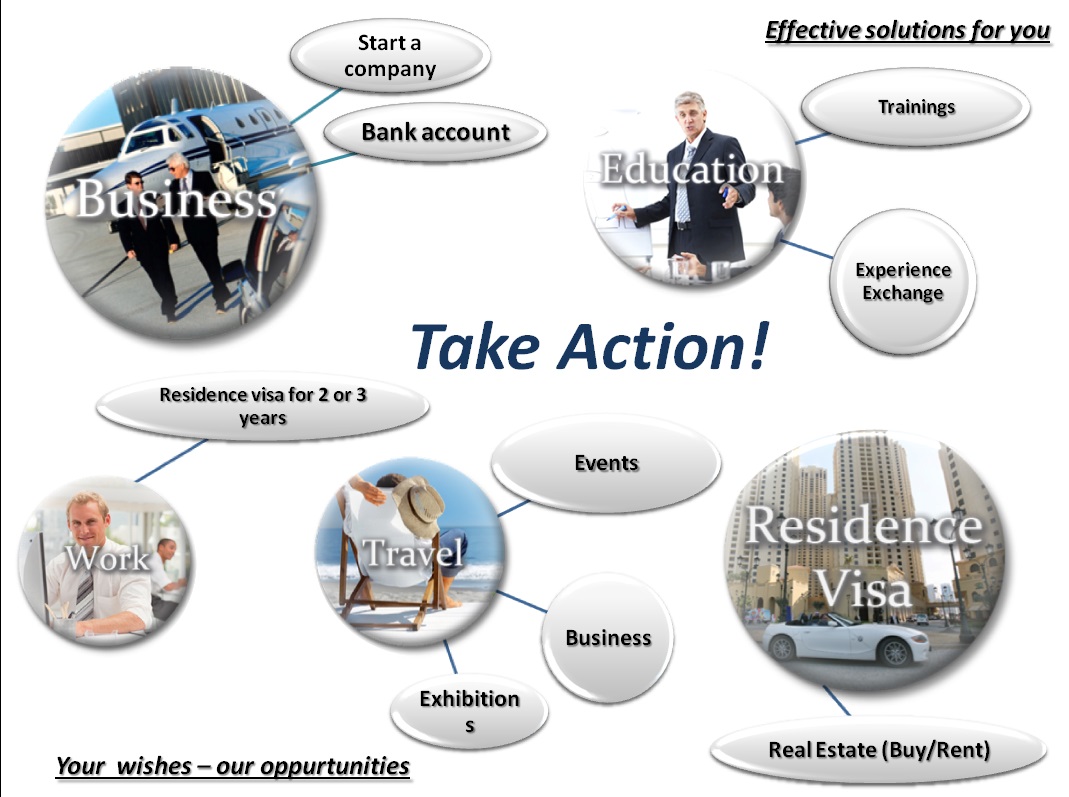 Effective solutions for you
Start a
company
Bank account
Business
Trainings
Education
Experience
Exchange
Take Action!
Residence visa for 2 or 3
years
Work
Events
Travel
Business
Exhibition
s
Residence
Visa
Real Estate (Buy/Rent)
Your wishes – our oppurtunities